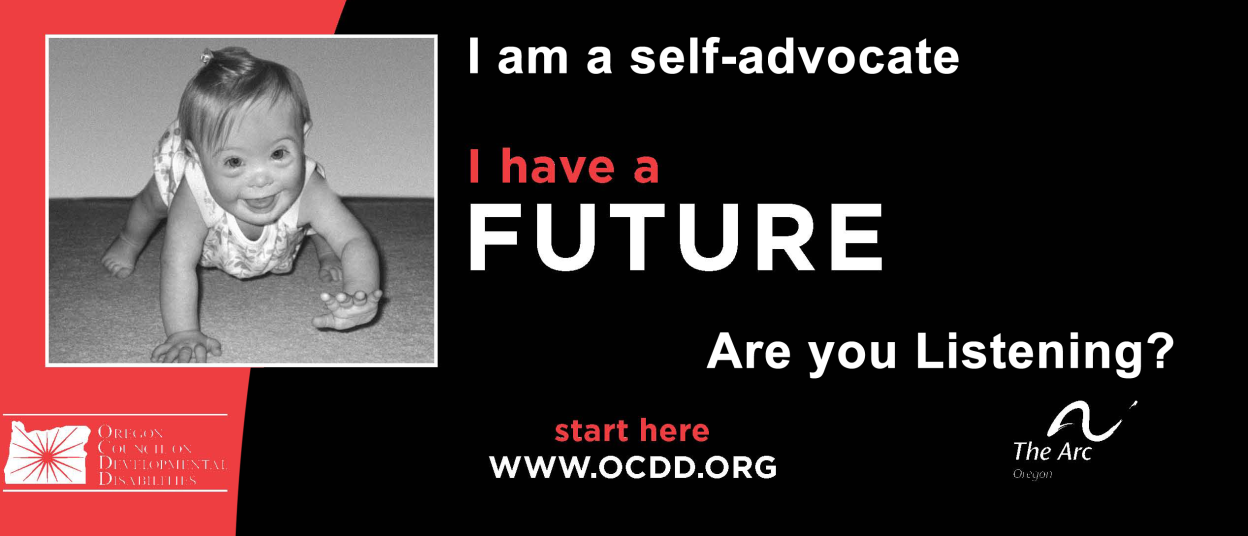 I am a self-advocate
I have a
FUTURE
Are you Listening?
start here
WWW.OCDD.ORG
OREGON
COUNCIL ON
DEVELOPMENTAL
DISABILITIES
The Arc
Oregon